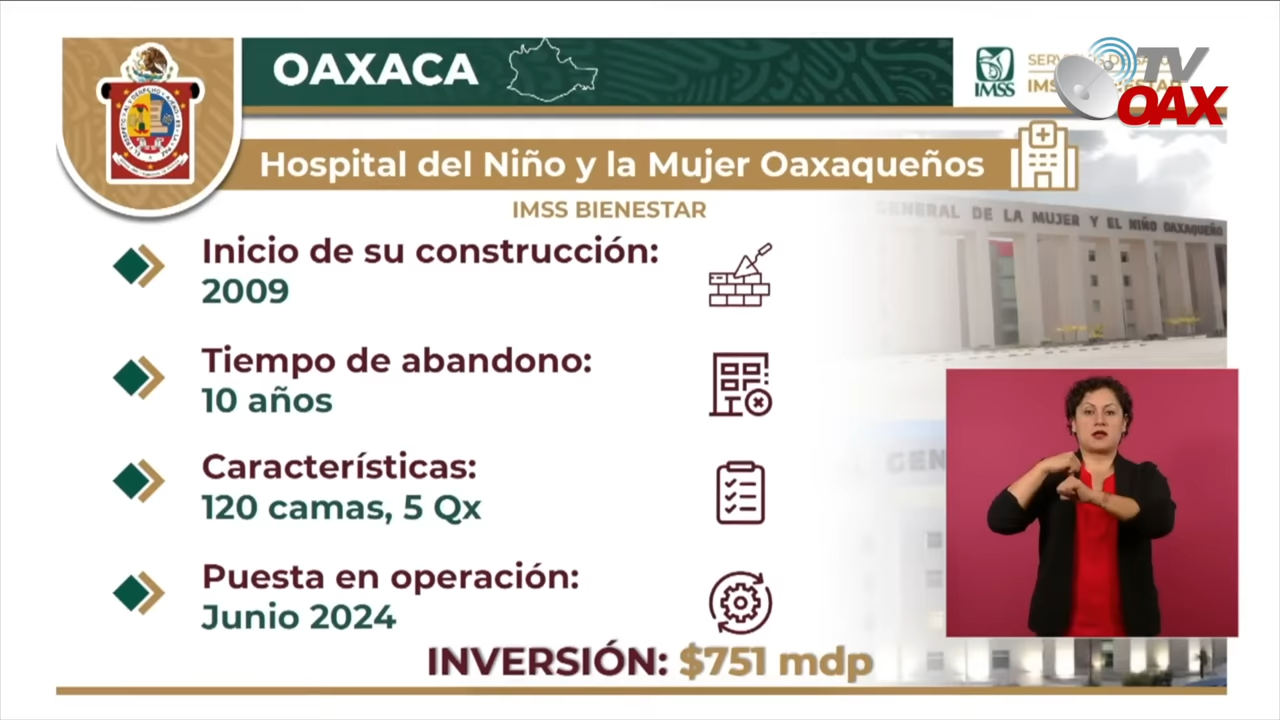 OAXACA
IMSS
TV
OAX
Hospital del Niño y la Mujer Oaxaqueños
IMSS BIENESTAR
GENERAL DE LA MUJER Y EL NIÑO OAXAQUEÑO
Inicio de su construcción:
2009
Tiempo de abandono:
10 años
Características:
120 camas, 5 Qx
GEN
Puesta en operación:
Junio 2024
INVERSIÓN: $751 mdp